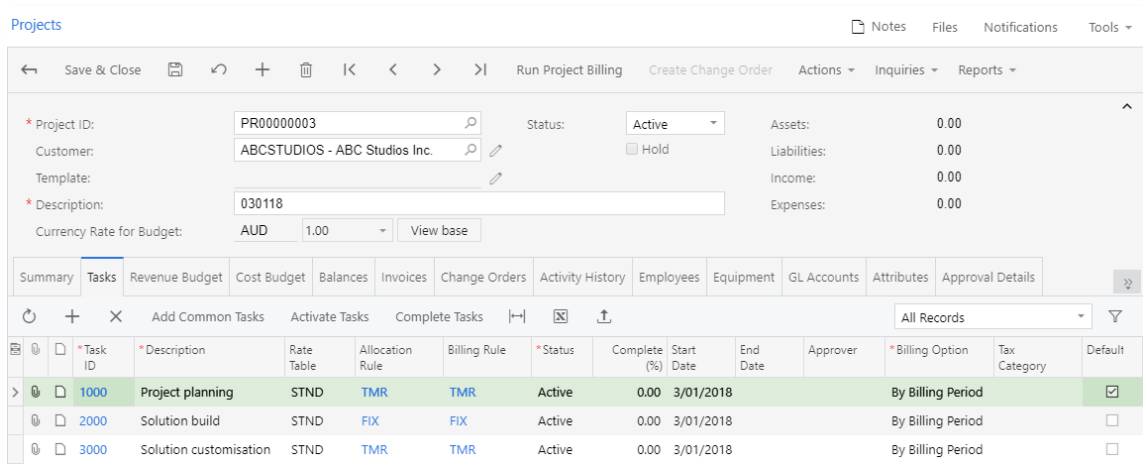 Projects Notes Files Notifications Tools
Save & Close Run Project Billing Create Change Order Actions Inquiries Reports
* Project ID: PR00000003 Status: Active Assets: 0.00
Customer: ABCSTUDIOS - ABC Studios Inc. Hold Liabilities: 0.00
Template: Income: 0.00
* Description: 030118 Expenses: 0.00
Currency Rate for Budget: AUD 1.00 View base
Summary Tasks Revenue Budget Cost Budget Balances Invoices Change Orders Activity History Employees Equipment GL Accounts Attributes Approval Details
Add Common Tasks Activate Tasks Complete Tasks All Records
*Task *Description Rate Allocation Billing Rule *Status Complete Start End Approver *Billing Option Tax Default
ID Table Rule (%) Date Date Category
1000 Project planning STND TMR TMR Active 0.00 3/01/2018 By Billing Period
2000 Solution build STND FIX FIX Active 0.00 3/01/2018 By Billing Period
3000 Solution customisation STND TMR TMR Active 0.00 3/01/2018 By Billing Period